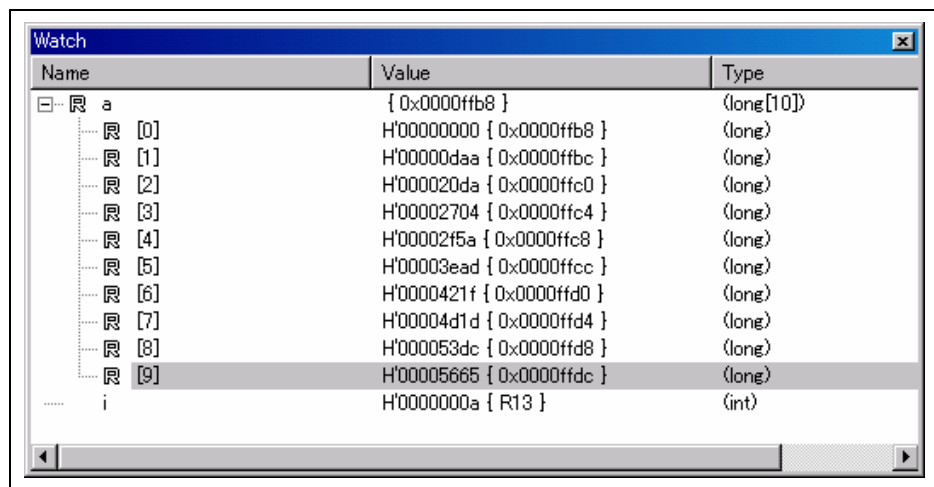 Watch
Name Value Type
R a { 0x0000ffb8 } (long[10])
R [0] H'00000000 { 0x0000ffb8 } (long)
R [1] H'00000daa { 0x0000ffbc } (long)
R [2] H'000020da { 0x0000ffc0 } (long)
R [3] H'00002704 { 0x0000ffc4 } (long)
R [4] H'00002f5a { 0x0000ffc8 } (long)
R [5] H'00003ead { 0x0000ffcc } (long)
R [6] H'0000421f { 0x0000ffd0 } (long)
R [7] H'00004d1d { 0x0000ffd4 } (long)
R [8] H'000053dc { 0x0000ffd8 } (long)
R [9] H'00005665 { 0x0000ffdc } (long)
i H'0000000a { R13 } (int)